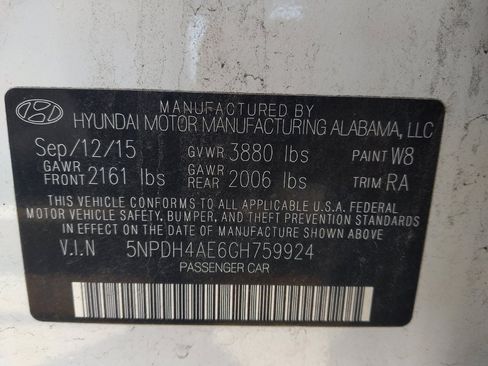 MANUFACTURED BY
HYUNDAI MOTOR MANUFACTURING ALABAMA, LLC
Sep/12/15 GVWR 3880 lbs PAINT W8
GAWR FRONT 2161 lbs GAWR REAR 2006 lbs TRIM RA
THIS VEHICLE CONFORMS TO ALL APPLICABLE U.S.A. FEDERAL
MOTOR VEHICLE SAFETY, BUMPER, AND THEFT PREVENTION STANDARDS
IN EFFECT ON THE DATE OF MANUFACTURE SHOWN ABOVE.
V.I.N 5NPDH4AE6GH759924
PASSENGER CAR